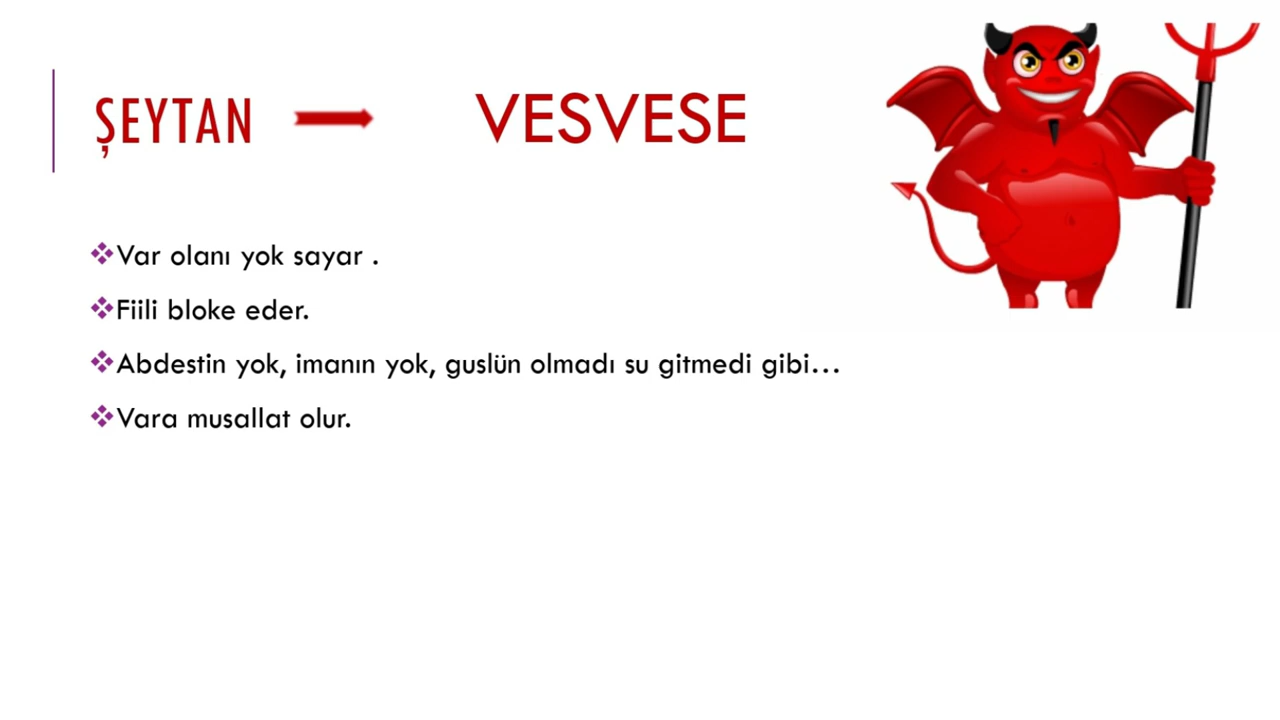 ŞEYTAN VESVESE
Var olanı yok sayar .
Fiili bloke eder.
Abdestin yok, imanın yok, guslün olmadı su gitmedi gibi…
Vara musallat olur.